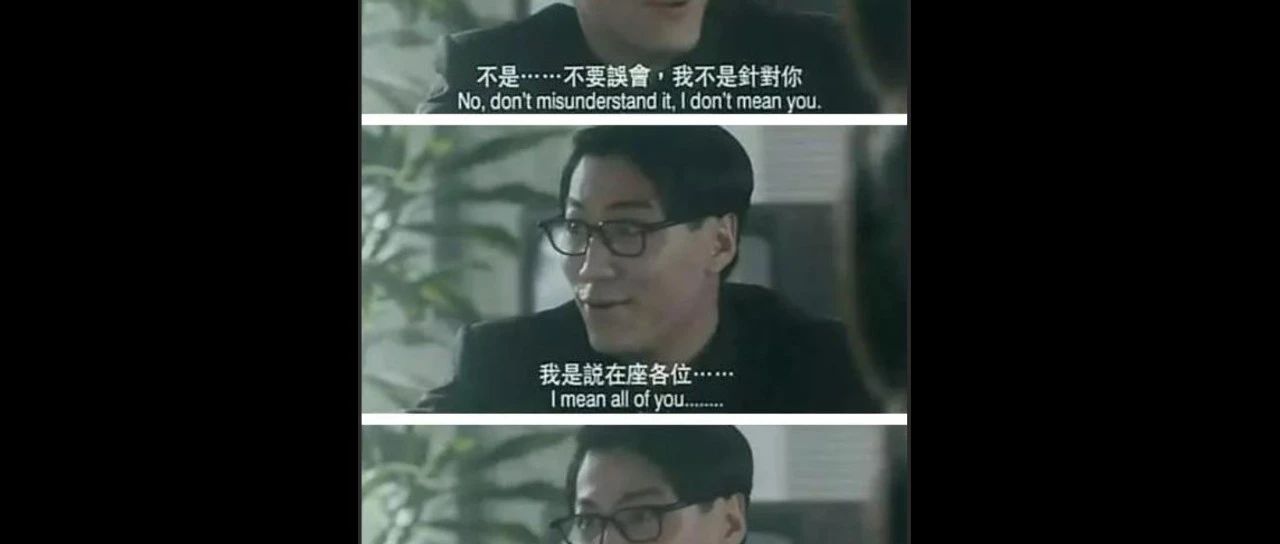 不是……不要誤會，我不是針對你
No, don't misunderstand it, I don't mean you.
我是説在座各位……
I mean all of you........